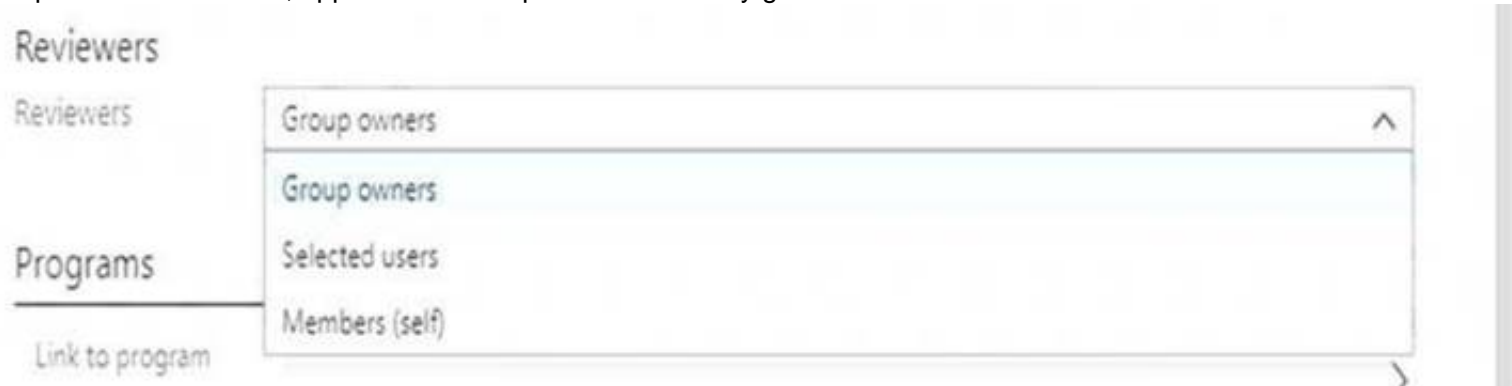 Reviewers
Reviewers
Group owners
Group owners
Selected users
Members (self)
Programs
Link to program